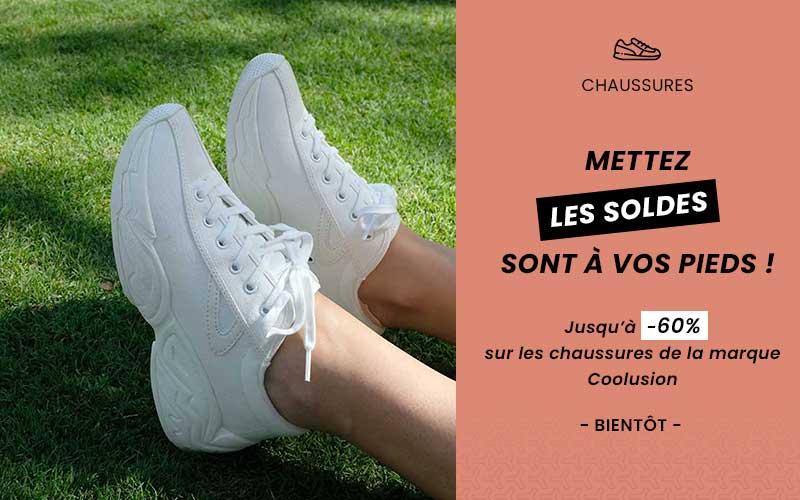 CHAUSSURES
METTEZ
LES SOLDES
SONT À VOS PIEDS !
Jusqu'à -60%
sur les chaussures de la marque
Coolusion
- BIENTÔT -